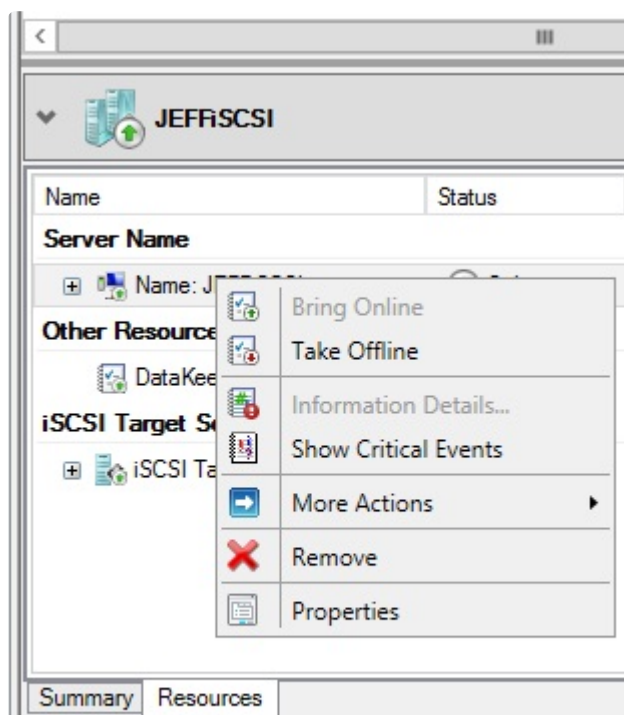 JEFFiSCSI
Name Status
Server Name
Name:
Bring Online
Other Resource
Take Offline
DataKee
Information Details...
iSCSI Target Se
Show Critical Events
iSCSI Ta
More Actions
Remove
Properties
Summary Resources